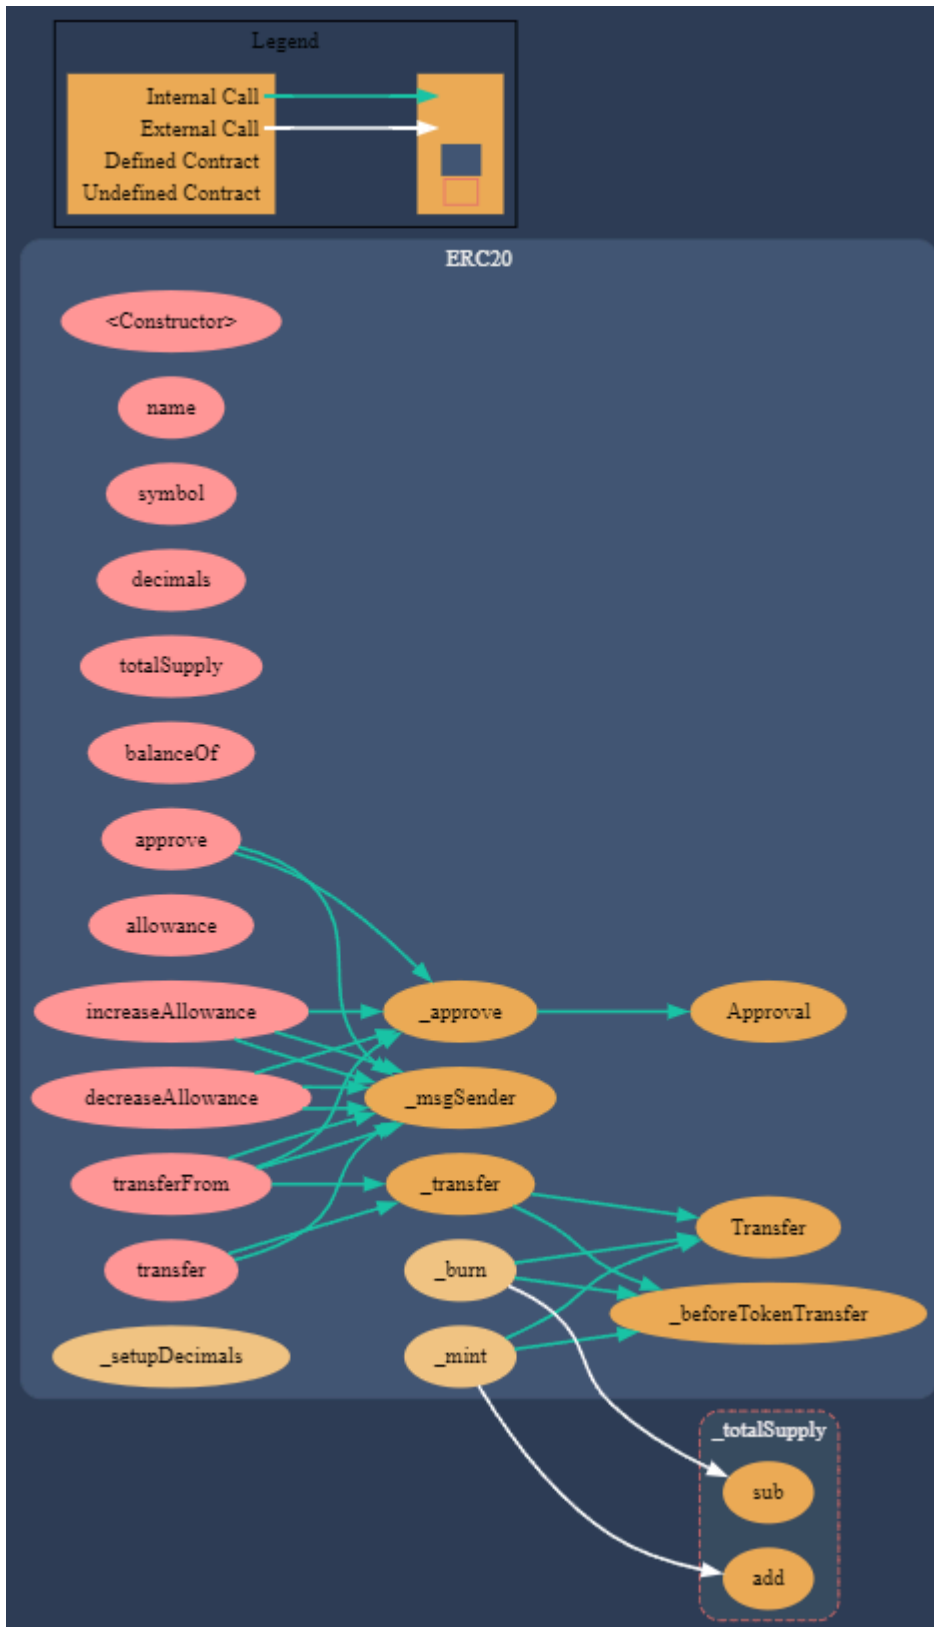 Legend
Internal Call
External Call
Defined Contract
Undefined Contract
ERC20
<Constructor>
name
symbol
decimals
totalSupply
balanceOf
approve
allowance
increaseAllowance
_approve
Approval
decreaseAllowance
_msgSender
transferFrom
_transfer
Transfer
transfer
_burn
_beforeTokenTransfer
_setupDecimals
_mint
_totalSupply
sub
add